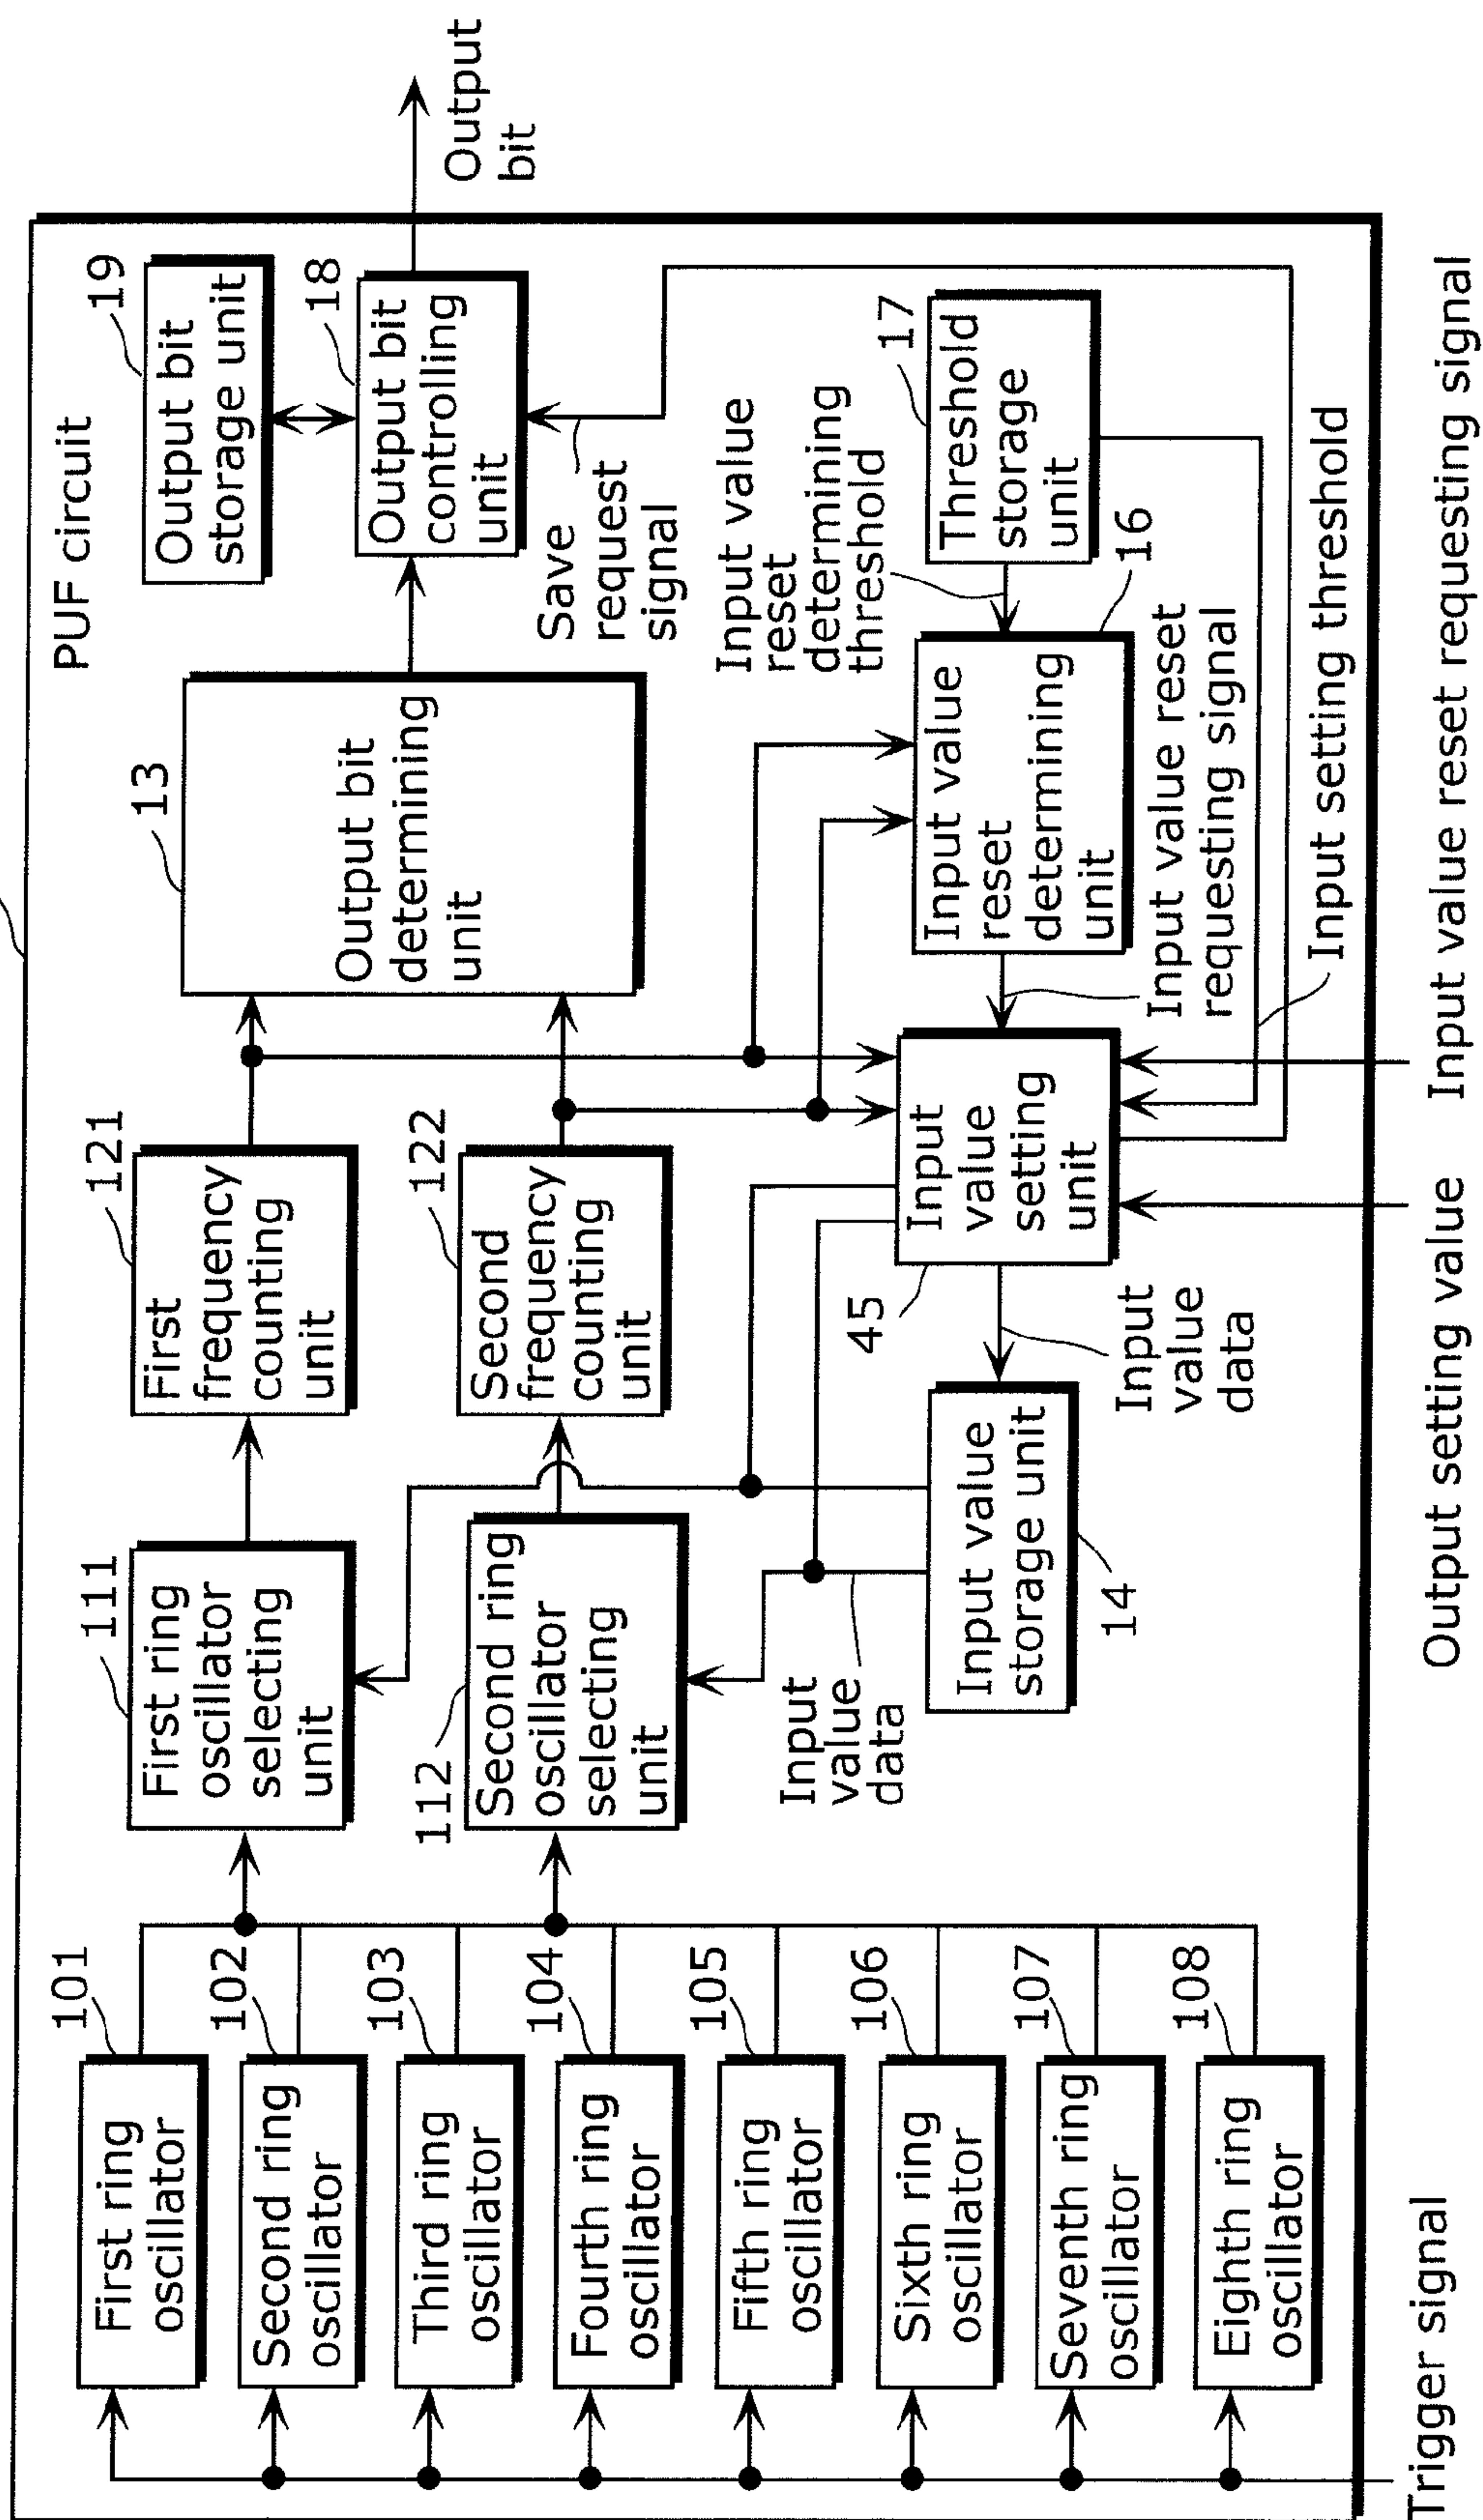 PUF circuit
101
First ring
oscillator
102
Second ring
oscillator
103
Third ring
oscillator
104
Fourth ring
oscillator
105
Fifth ring
oscillator
106
Sixth ring
oscillator
107
Seventh ring
oscillator
108
Eighth ring
oscillator
Trigger signal
111
First ring
oscillator
selecting
unit
112
Second ring
oscillator
selecting
unit
Input
value
data
Input value
storage unit
14
121
First
frequency
counting
unit
122
Second
frequency
counting
unit
45
Input
value
setting
unit
Input
value
data
13
Output bit
determining
unit
Input value
reset
determining
unit
16
Input value reset
requesting signal
Input value
reset
determining
threshold
17
Threshold
storage
unit
Input setting threshold
19
Output bit
storage unit
18
Output bit
controlling
unit
Save
request
signal
Output
bit
Output setting value
Input value reset requesting signal